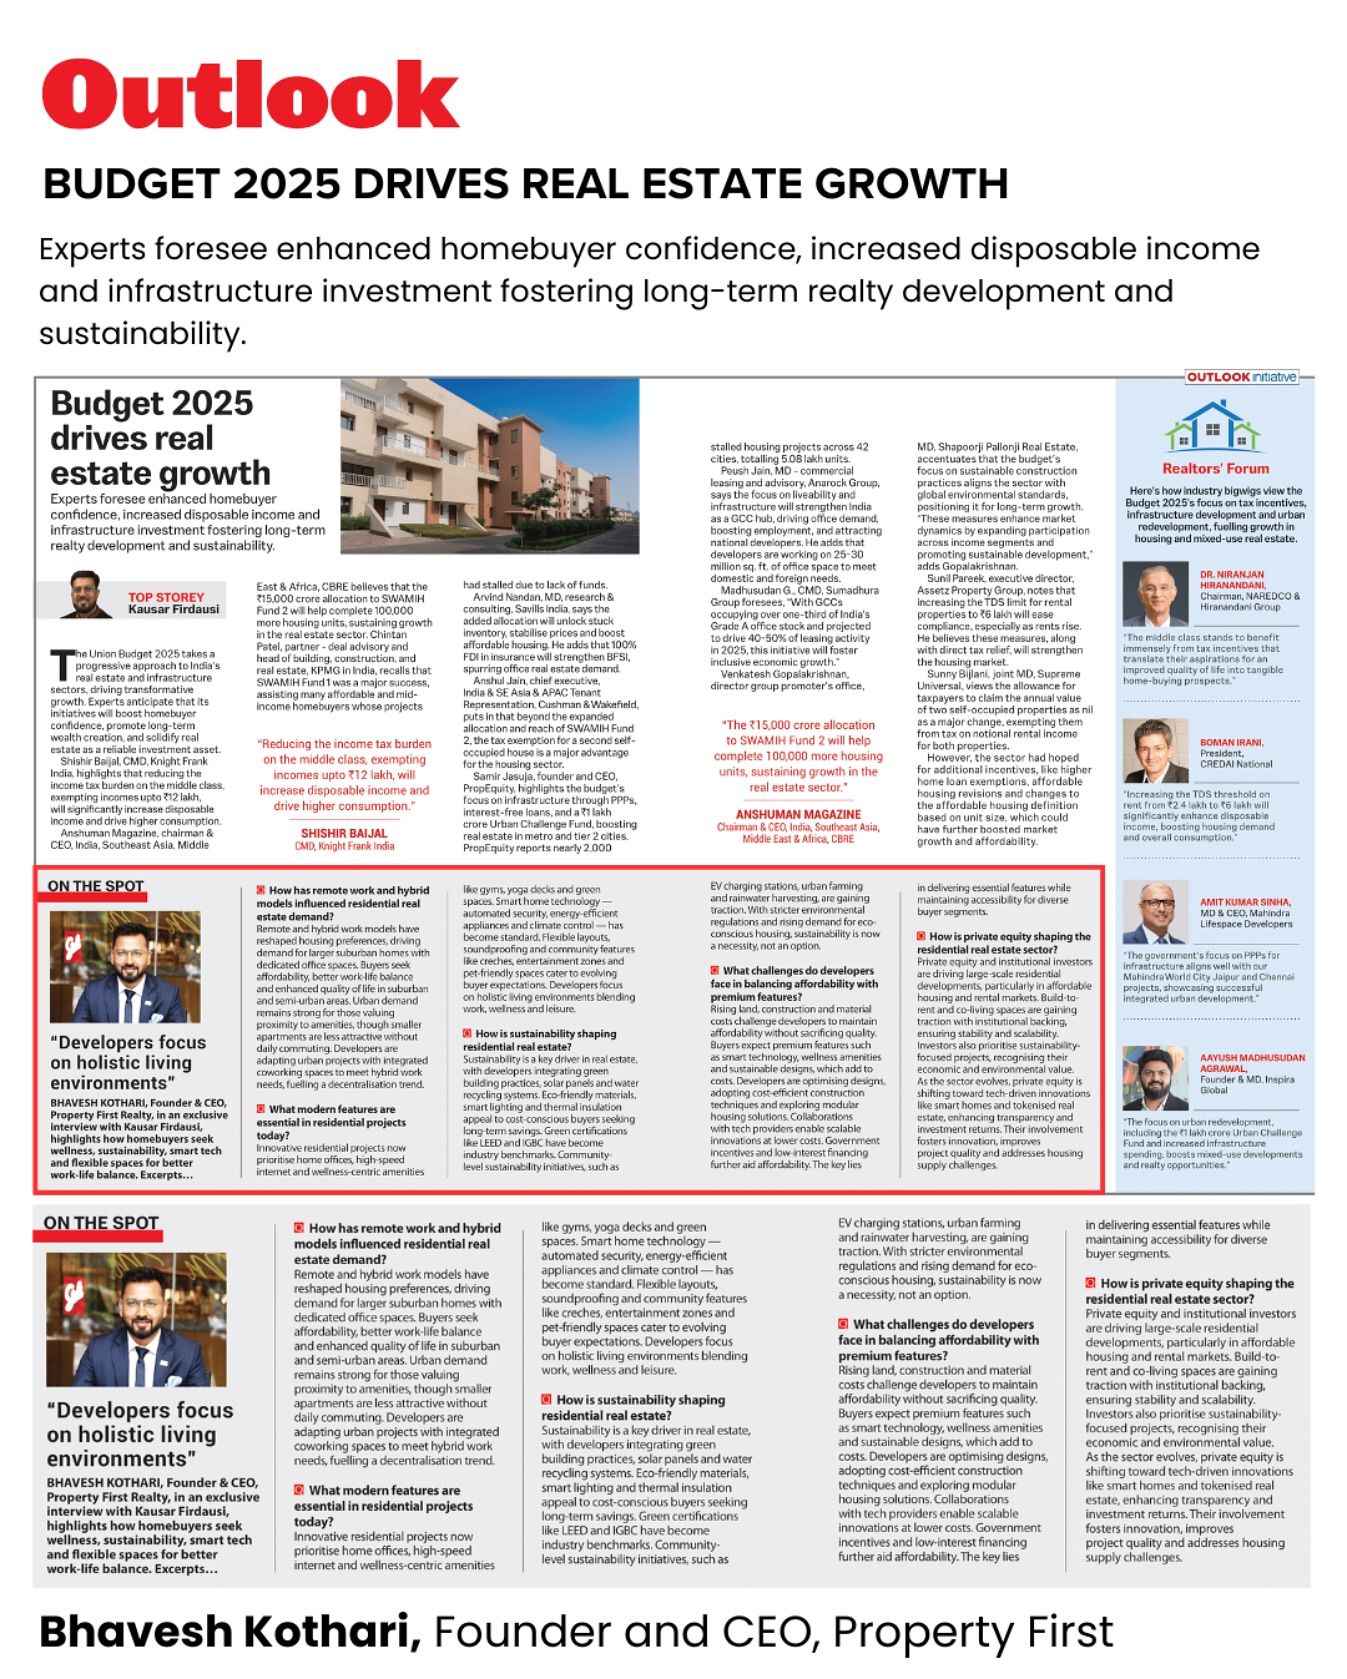 Outlook
BUDGET 2025 DRIVES REAL ESTATE GROWTH
Experts foresee enhanced homebuyer confidence, increased disposable income
and infrastructure investment fostering long-term realty development and
sustainability.
Budget 2025
drives real
estate growth
Experts foresee enhanced homebuyer
confidence, increased disposable income and
infrastructure investment fostering long-term
realty development and sustainability.
TOP STOREY
Kausar Firdausi
The Union Budget 2025 takes a
progressive approach to India's
real estate and infrastructure
sectors, driving transformative
growth. Experts anticipate that its
initiatives will boost homebuyer
confidence, promote long-term
wealth creation, and solidify real
estate as a reliable investment asset.
Shishir Baijal, CMD, Knight Frank
India, highlights that reducing the
income tax burden on the middle class,
exempting incomes upto ₹12 lakh,
will significantly increase disposable
income and drive higher consumption.
Anshuman Magazine, chairman &
CEO, India, Southeast Asia, Middle
East & Africa, CBRE believes that the
₹15,000 crore allocation to SWAMIH
Fund 2 will help complete 100,000
more housing units, sustaining growth
in the real estate sector. Chintan
Patel, partner - deal advisory and
head of building, construction, and
real estate, KPMG in India, recalls that
SWAMIH Fund 1 was a major success,
assisting many affordable and mid-
income homebuyers whose projects
"Reducing the income tax burden
on the middle class, exempting
incomes upto ₹12 lakh, will
increase disposable income and
drive higher consumption."
SHISHIR BAIJAL
CMD, Knight Frank India
had stalled due to lack of funds.
Arvind Nandan, MD, research &
consulting, Savills India, says the
added allocation will unlock stuck
inventory, stabilise prices and boost
affordable housing. He adds that 100%
FDI in insurance will strengthen BFSI,
spurring office real estate demand.
Anshul Jain, chief executive,
India & SE Asia & APAC Tenant
Representation, Cushman & Wakefield,
puts in that beyond the expanded
allocation and reach of SWAMIH Fund
2, the tax exemption for a second self-
occupied house is a major advantage
for the housing sector.
Samir Jasuja, founder and CEO,
PropEquity, highlights the budget's
focus on infrastructure through PPPs,
interest-free loans, and a ₹1 lakh
crore Urban Challenge Fund, boosting
real estate in metro and tier 2 cities.
PropEquity reports nearly 2,000
stalled housing projects across 42
cities, totalling 5.08 lakh units.
Peush Jain, MD - commercial
leasing and advisory, Anarock Group,
says the focus on liveability and
infrastructure will strengthen India
as a GCC hub, driving office demand,
boosting employment, and attracting
national developers. He adds that
developers are working on 25-30
million sq. ft. of office space to meet
domestic and foreign needs.
Madhusudan G., CMD, Sumadhura
Group foresees, "With GCCs
occupying over one-third of India's
Grade A office stock and projected
to drive 40-50% of leasing activity
in 2025, this initiative will foster
inclusive economic growth."
Venkatesh Gopalakrishnan,
director group promoter's office,
"The ₹15,000 crore allocation
to SWAMIH Fund 2 will help
complete 100,000 more housing
units, sustaining growth in the
real estate sector."
ANSHUMAN MAGAZINE
Chairman & CEO, India, Southeast Asia,
Middle East & Africa, CBRE
MD, Shapoorji Pallonji Real Estate,
accentuates that the budget's
focus on sustainable construction
practices aligns the sector with
global environmental standards,
positioning it for long-term growth.
"These measures enhance market
dynamics by expanding participation
across income segments and
promoting sustainable development,"
adds Gopalakrishnan.
Sunil Pareek, executive director,
Assetz Property Group, notes that
increasing the TDS limit for rental
properties to ₹6 lakh will ease
compliance, especially as rents rise.
He believes these measures, along
with direct tax relief, will strengthen
the housing market.
Sunny Bijlani, joint MD, Supreme
Universal, views the allowance for
taxpayers to claim the annual value
of two self-occupied properties as nil
as a major change, exempting them
from tax on notional rental income
for both properties.
However, the sector had hoped
for additional incentives, like higher
home loan exemptions, affordable
housing revisions and changes to
the affordable housing definition
based on unit size, which could
have further boosted market
growth and affordability.
OUTLOOK initiative
Realtors' Forum
Here's how industry bigwigs view the
Budget 2025's focus on tax incentives,
infrastructure development and urban
redevelopment, fuelling growth in
housing and mixed-use real estate.
DR. NIRANJAN
HIRANANDANI,
Chairman, NAREDCO &
Hiranandani Group
"The middle class stands to benefit
immensely from tax incentives that
translate their aspirations for an
improved quality of life into tangible
home-buying prospects."
BOMAN IRANI,
President,
CREDAI National
"Increasing the TDS threshold on
rent from ₹2.4 lakh to ₹6 lakh will
significantly enhance disposable
income, boosting housing demand
and overall consumption."
AMIT KUMAR SINHA,
MD & CEO, Mahindra
Lifespace Developers
"The government's focus on PPPs for
infrastructure aligns well with our
Mahindra World City Jaipur and Chennai
projects, showcasing successful
integrated urban development."
AAYUSH MADHUSUDAN
AGRAWAL,
Founder & MD, Inspira
Global
"The focus on urban redevelopment,
including the ₹1 lakh crore Urban Challenge
Fund and increased infrastructure
spending, boosts mixed-use developments
and realty opportunities."
ON THE SPOT
"Developers focus
on holistic living
environments"
BHAVESH KOTHARI, Founder & CEO,
Property First Realty, in an exclusive
interview with Kausar Firdausi,
highlights how homebuyers seek
wellness, sustainability, smart tech
and flexible spaces for better
work-life balance. Excerpts...
Q How has remote work and hybrid
models influenced residential real
estate demand?
Remote and hybrid work models have
reshaped housing preferences, driving
demand for larger suburban homes with
dedicated office spaces. Buyers seek
affordability, better work-life balance
and enhanced quality of life in suburban
and semi-urban areas. Urban demand
remains strong for those valuing
proximity to amenities, though smaller
apartments are less attractive without
daily commuting. Developers are
adapting urban projects with integrated
coworking spaces to meet hybrid work
needs, fuelling a decentralisation trend.
Q What modern features are
essential in residential projects
today?
Innovative residential projects now
prioritise home offices, high-speed
internet and wellness-centric amenities
like gyms, yoga decks and green
spaces. Smart home technology —
automated security, energy-efficient
appliances and climate control — has
become standard. Flexible layouts,
soundproofing and community features
like creches, entertainment zones and
pet-friendly spaces cater to evolving
buyer expectations. Developers focus
on holistic living environments blending
work, wellness and leisure.
Q How is sustainability shaping
residential real estate?
Sustainability is a key driver in real estate,
with developers integrating green
building practices, solar panels and water
recycling systems. Eco-friendly materials,
smart lighting and thermal insulation
appeal to cost-conscious buyers seeking
long-term savings. Green certifications
like LEED and IGBC have become
industry benchmarks. Community-
level sustainability initiatives, such as
EV charging stations, urban farming
and rainwater harvesting, are gaining
traction. With stricter environmental
regulations and rising demand for eco-
conscious housing, sustainability is now
a necessity, not an option.
Q What challenges do developers
face in balancing affordability with
premium features?
Rising land, construction and material
costs challenge developers to maintain
affordability without sacrificing quality.
Buyers expect premium features such
as smart technology, wellness amenities
and sustainable designs, which add to
costs. Developers are optimising designs,
adopting cost-efficient construction
techniques and exploring modular
housing solutions. Collaborations
with tech providers enable scalable
innovations at lower costs. Government
incentives and low-interest financing
further aid affordability. The key lies
in delivering essential features while
maintaining accessibility for diverse
buyer segments.
Q How is private equity shaping the
residential real estate sector?
Private equity and institutional investors
are driving large-scale residential
developments, particularly in affordable
housing and rental markets. Build-to-
rent and co-living spaces are gaining
traction with institutional backing,
ensuring stability and scalability.
Investors also prioritise sustainability-
focused projects, recognising their
economic and environmental value.
As the sector evolves, private equity is
shifting toward tech-driven innovations
like smart homes and tokenised real
estate, enhancing transparency and
investment returns. Their involvement
fosters innovation, improves
project quality and addresses housing
supply challenges.
ON THE SPOT
"Developers focus
on holistic living
environments"
BHAVESH KOTHARI, Founder & CEO,
Property First Realty, in an exclusive
interview with Kausar Firdausi,
highlights how homebuyers seek
wellness, sustainability, smart tech
and flexible spaces for better
work-life balance. Excerpts...
Q How has remote work and hybrid
models influenced residential real
estate demand?
Remote and hybrid work models have
reshaped housing preferences, driving
demand for larger suburban homes with
dedicated office spaces. Buyers seek
affordability, better work-life balance
and enhanced quality of life in suburban
and semi-urban areas. Urban demand
remains strong for those valuing
proximity to amenities, though smaller
apartments are less attractive without
daily commuting. Developers are
adapting urban projects with integrated
coworking spaces to meet hybrid work
needs, fuelling a decentralisation trend.
Q What modern features are
essential in residential projects
today?
Innovative residential projects now
prioritise home offices, high-speed
internet and wellness-centric amenities
like gyms, yoga decks and green
spaces. Smart home technology —
automated security, energy-efficient
appliances and climate control — has
become standard. Flexible layouts,
soundproofing and community features
like creches, entertainment zones and
pet-friendly spaces cater to evolving
buyer expectations. Developers focus
on holistic living environments blending
work, wellness and leisure.
Q How is sustainability shaping
residential real estate?
Sustainability is a key driver in real estate,
with developers integrating green
building practices, solar panels and water
recycling systems. Eco-friendly materials,
smart lighting and thermal insulation
appeal to cost-conscious buyers seeking
long-term savings. Green certifications
like LEED and IGBC have become
industry benchmarks. Community-
level sustainability initiatives, such as
EV charging stations, urban farming
and rainwater harvesting, are gaining
traction. With stricter environmental
regulations and rising demand for eco-
conscious housing, sustainability is now
a necessity, not an option.
Q What challenges do developers
face in balancing affordability with
premium features?
Rising land, construction and material
costs challenge developers to maintain
affordability without sacrificing quality.
Buyers expect premium features such
as smart technology, wellness amenities
and sustainable designs, which add to
costs. Developers are optimising designs,
adopting cost-efficient construction
techniques and exploring modular
housing solutions. Collaborations
with tech providers enable scalable
innovations at lower costs. Government
incentives and low-interest financing
further aid affordability. The key lies
in delivering essential features while
maintaining accessibility for diverse
buyer segments.
Q How is private equity shaping the
residential real estate sector?
Private equity and institutional investors
are driving large-scale residential
developments, particularly in affordable
housing and rental markets. Build-to-
rent and co-living spaces are gaining
traction with institutional backing,
ensuring stability and scalability.
Investors also prioritise sustainability-
focused projects, recognising their
economic and environmental value.
As the sector evolves, private equity is
shifting toward tech-driven innovations
like smart homes and tokenised real
estate, enhancing transparency and
investment returns. Their involvement
fosters innovation, improves
project quality and addresses housing
supply challenges.
Bhavesh Kothari, Founder and CEO, Property First